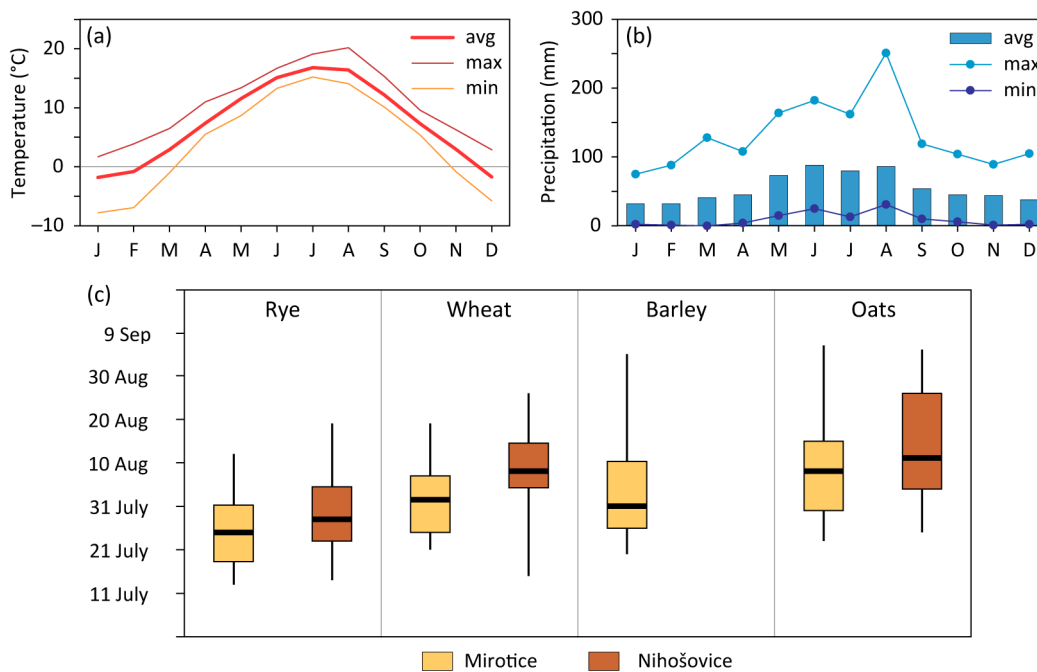 (a)
avg
max
min
Temperature (°C)
20
10
0
–10
J F M A M J J A S O N D
(b)
avg
max
min
Precipitation (mm)
300
200
100
0
J F M A M J J A S O N D
(c)
Rye Wheat Barley Oats
9 Sep
30 Aug
20 Aug
10 Aug
31 July
21 July
11 July
Mirotice Nihošovice